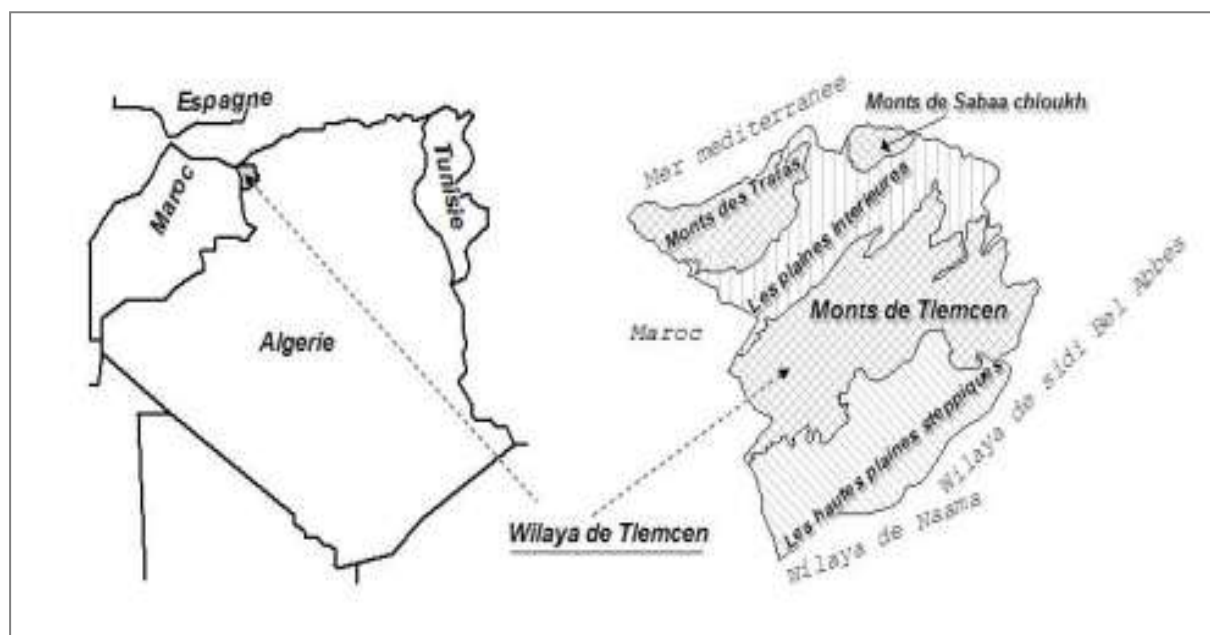 Espagne
Maroc
Tunisie
Algerie
Wilaya de Tlemcen
Mer mediterranee
Monts de Sabaa chioukh
Monts des Traras
Les plaines interieures
Maroc
Monts de Tlemcen
Les hautes plaines steppiques
Wilaya de sidi Bel Abbes
Wilaya de Naama